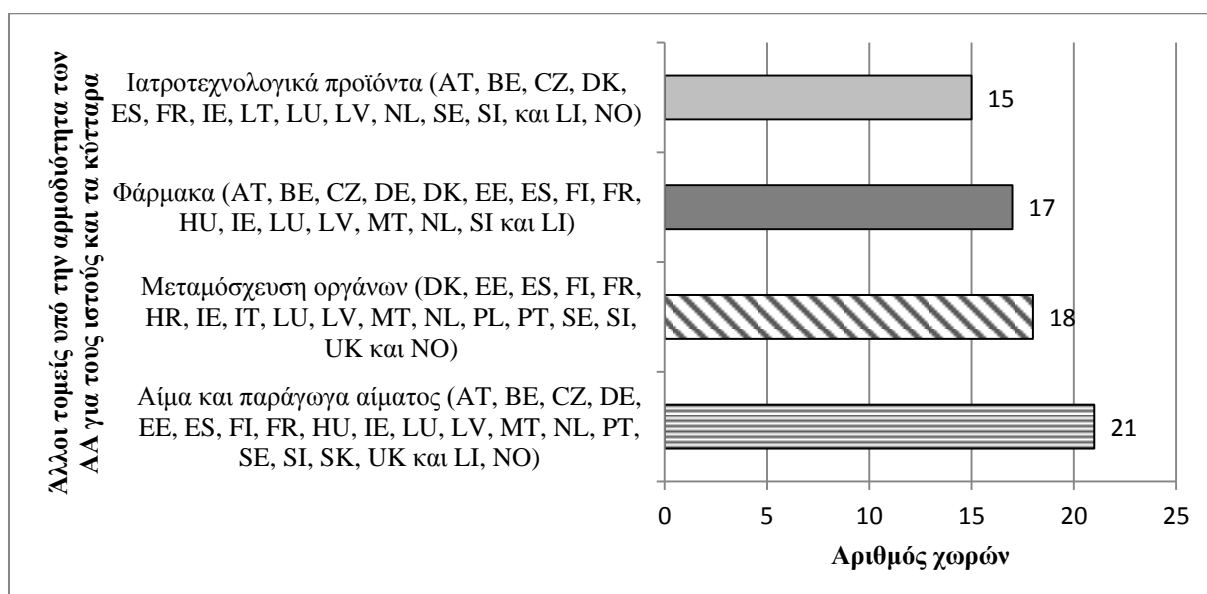 Άλλοι τομείς υπό την αρμοδιότητα των
ΑΑ για τους ιστούς και τα κύτταρα
Ιατροτεχνολογικά προϊόντα (AT, BE, CZ, DK,
ES, FR, IE, LT, LU, LV, NL, SE, SI, και LI, NO)
15
Φάρμακα (AT, BE, CZ, DE, DK, EE, ES, FI, FR,
HU, IE, LU, LV, MT, NL, SI και LI)
17
Μεταμόσχευση οργάνων (DK, EE, ES, FI, FR,
HR, IE, IT, LU, LV, MT, NL, PL, PT, SE, SI,
UK και NO)
18
Αίμα και παράγωγα αίματος (AT, BE, CZ, DE,
EE, ES, FI, FR, HU, IE, LU, LV, MT, NL, PT,
SE, SI, SK, UK και LI, NO)
21
0 5 10 15 20 25
Αριθμός χωρών